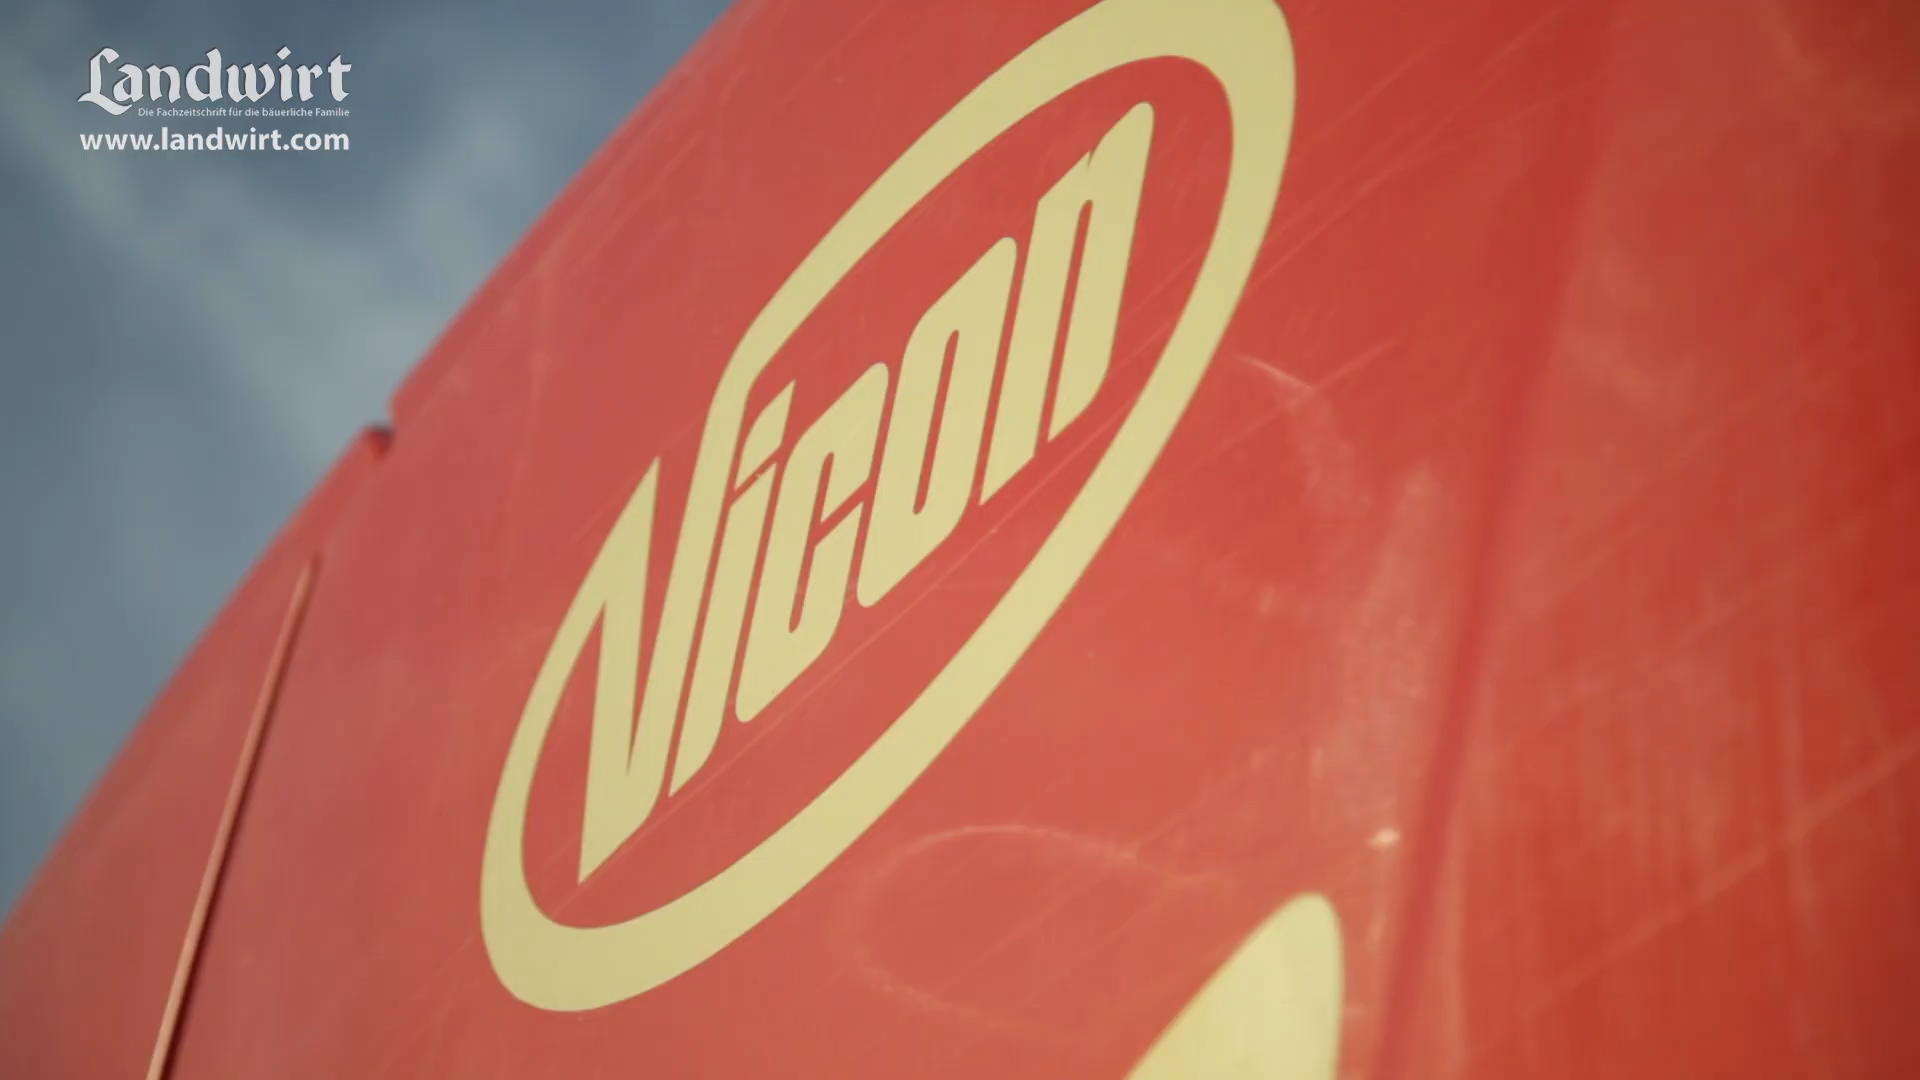 Landwirt
Die Fachzeitschrift für die bäuerliche Familie
www.landwirt.com
Vicon